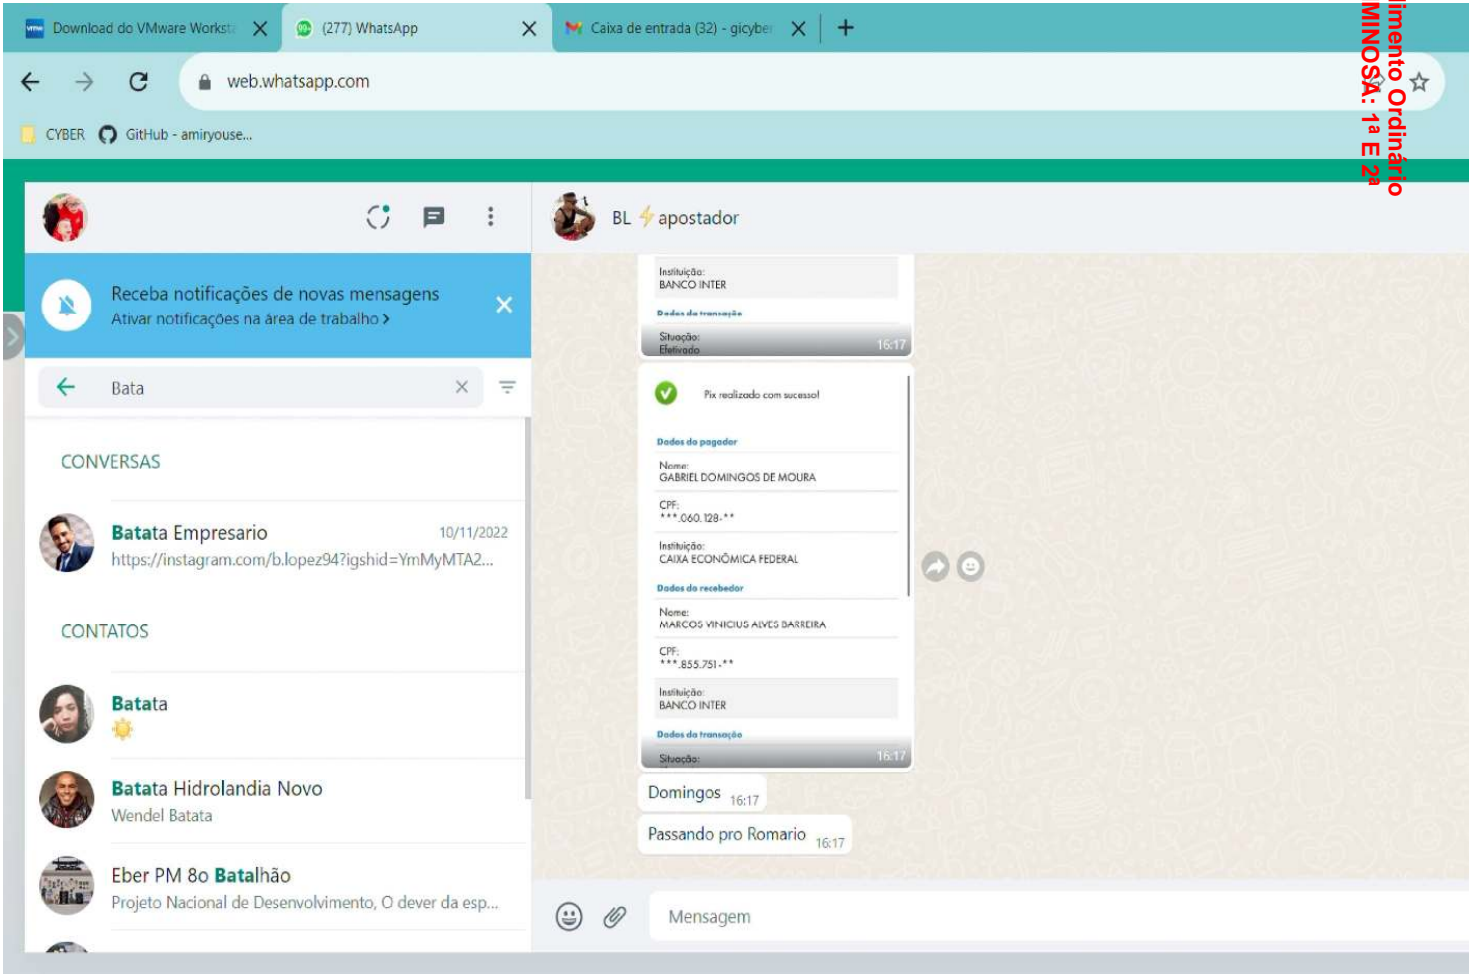 Download do VMware Worksta
(277) WhatsApp
Caixa de entrada (32) - gicyber
web.whatsapp.com
CYBER
GitHub - amiryouse...
imento Ordinário
MINOSA: 1ª E 2ª
BL ⚡ apostador
Receba notificações de novas mensagens
Ativar notificações na área de trabalho >
Bata
CONVERSAS
Batata Empresario
10/11/2022
https://instagram.com/b.lopez94?igshid=YmMyMTA2...
CONTATOS
Batata
☀️
Batata Hidrolandia Novo
Wendel Batata
Eber PM 8o Batalhão
Projeto Nacional de Desenvolvimento, O dever da esp...
Instituição:
BANCO INTER
Dados da transação
Situação:
Efetivado
16:17
Pix realizado com sucesso!
Dados do pagador
Nome:
GABRIEL DOMINGOS DE MOURA
CPF:
***.060.128-**
Instituição:
CAIXA ECONÔMICA FEDERAL
Dados do recebedor
Nome:
MARCOS VINICIUS ALVES BARREIRA
CPF:
***.855.751-**
Instituição:
BANCO INTER
Dados da transação
Situação:
16:17
Domingos 16:17
Passando pro Romario 16:17
Mensagem